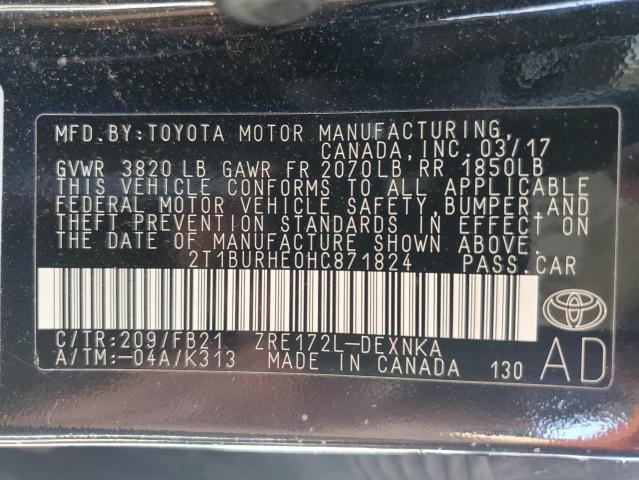 MFD.BY:TOYOTA MOTOR MANUFACTURING,
CANADA,INC. 03/17
GVWR 3820 LB GAWR FR 2070LB RR 1850LB
THIS VEHICLE CONFORMS TO ALL APPLICABLE
FEDERAL MOTOR VEHICLE SAFETY,BUMPER,AND
THEFT PREVENTION STANDARDS IN EFFECT ON
THE DATE OF MANUFACTURE SHOWN ABOVE.
2T1BURHE0HC871824 PASS.CAR
C/TR:209/FB21 ZRE172L-DEXNKA
A/TM:-04A/K313 MADE IN CANADA 130
AD